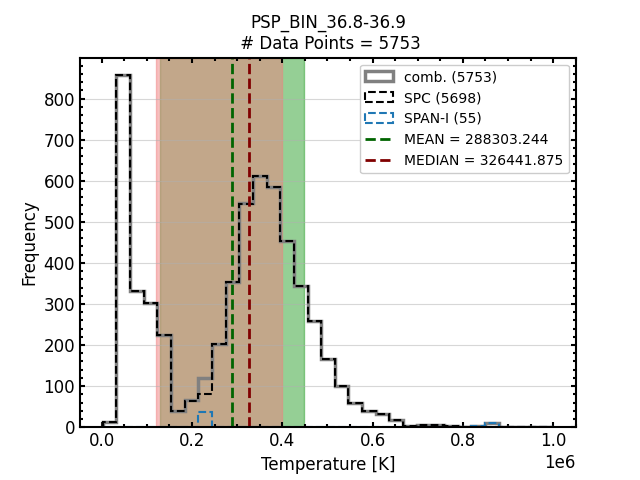 PSP_BIN_36.8-36.9
# Data Points = 5753
comb. (5753)
SPC (5698)
SPAN-I (55)
MEAN = 288303.244
MEDIAN = 326441.875
Frequency
800
700
600
500
400
300
200
100
0
0.0 0.2 0.4 0.6 0.8 1.0
Temperature [K]
1e6